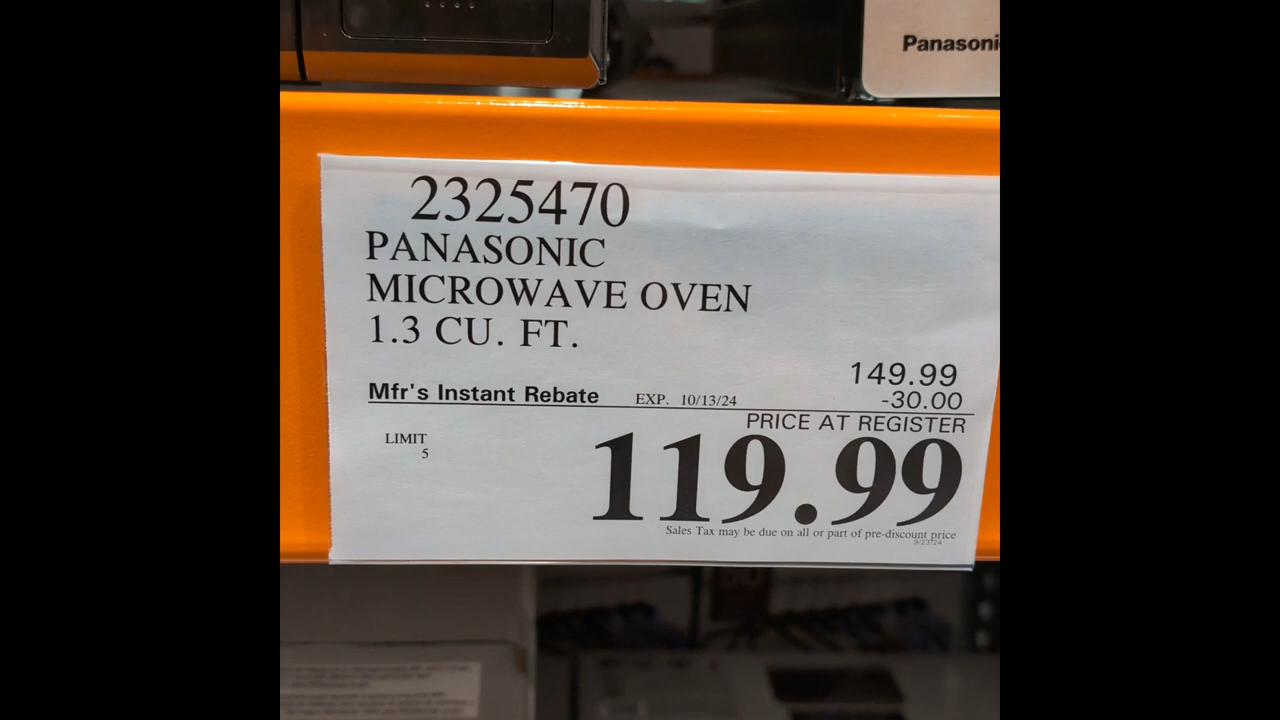 Panasoni
2325470
PANASONIC
MICROWAVE OVEN
1.3 CU. FT.
149.99
Mfr's Instant Rebate EXP. 10/13/24 -30.00
PRICE AT REGISTER
LIMIT
5
119.99
Sales Tax may be due on all or part of pre-discount price
9/23/24